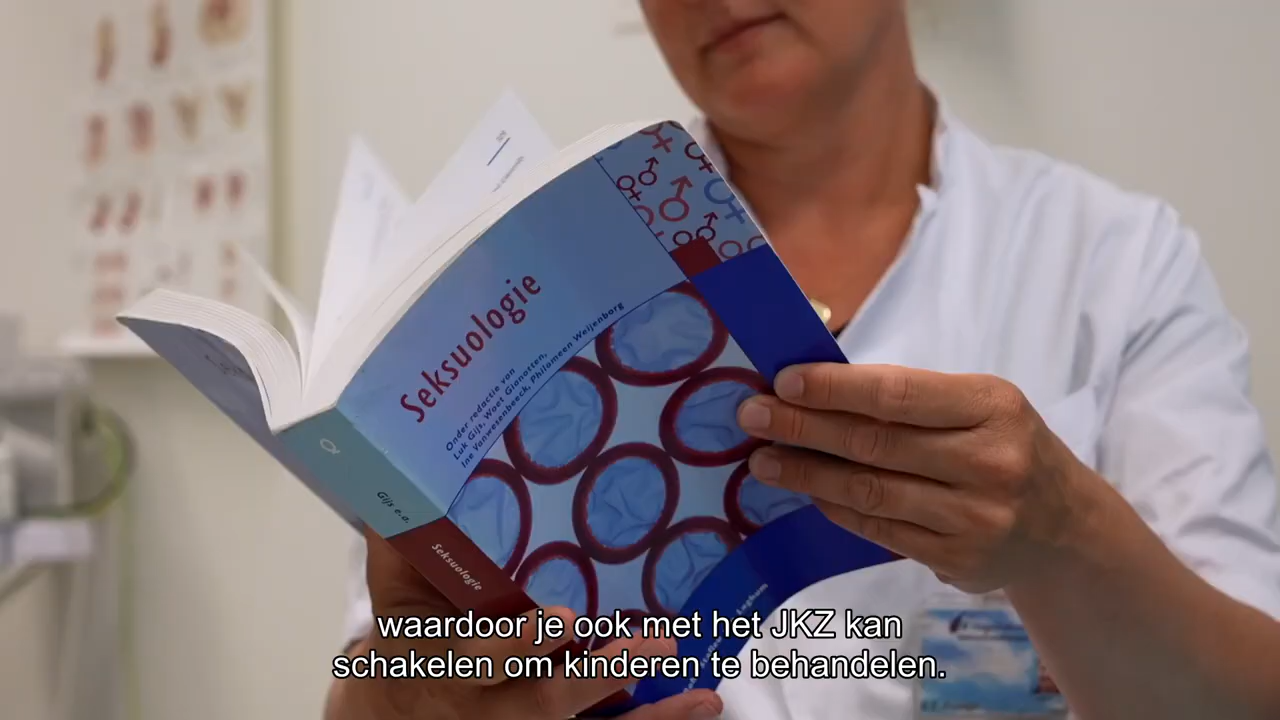 Seksuologie
Onder redactie van
Luk Gijs, Woet Gianotten,
Ine Vanwesenbeeck, Philomeen Weijenborg
Gijs e.a.
Seksuologie
waardoor je ook met het JKZ kan
schakelen om kinderen te behandelen.